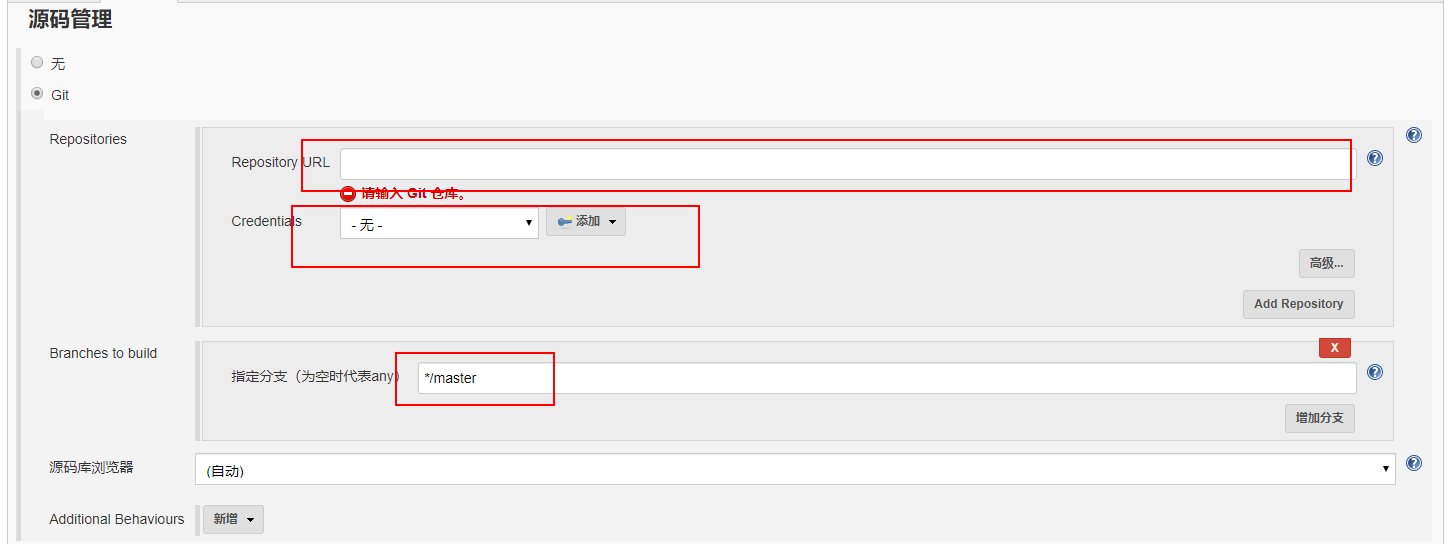 源码管理
无
Git
Repositories
Repository URL
请输入 Git 仓库。
Credentials
- 无 -
添加
高级...
Add Repository
Branches to build
X
指定分支（为空时代表any）
*/master
增加分支
源码库浏览器
(自动)
Additional Behaviours
新增